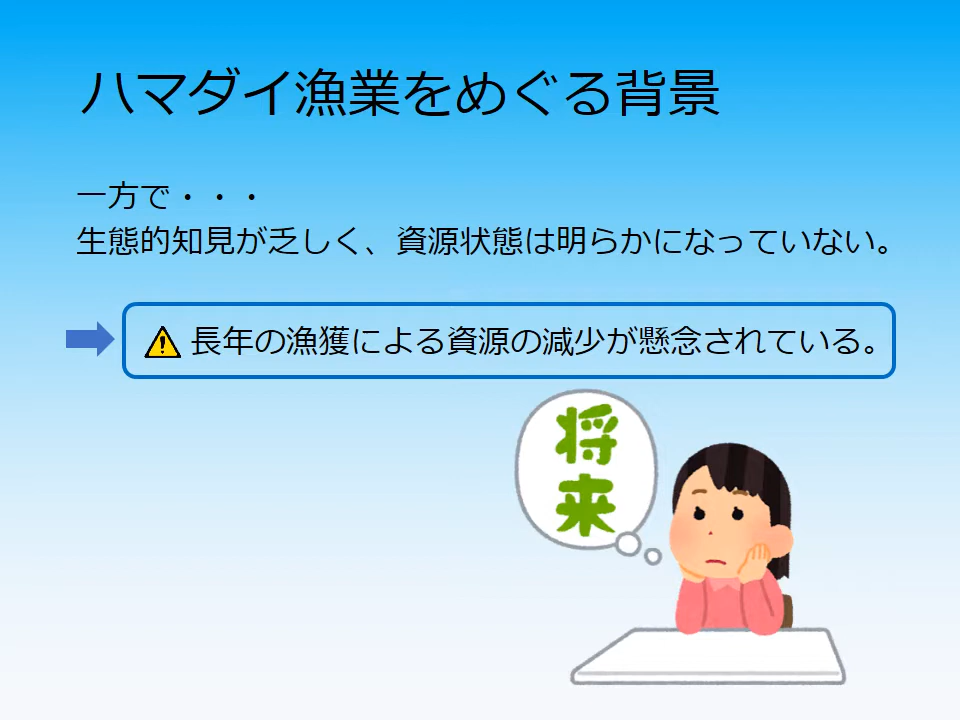 ハマダイ漁業をめぐる背景
一方で・・・
生態的知見が乏しく、資源状態は明らかになっていない。
長年の漁獲による資源の減少が懸念されている。
将
来